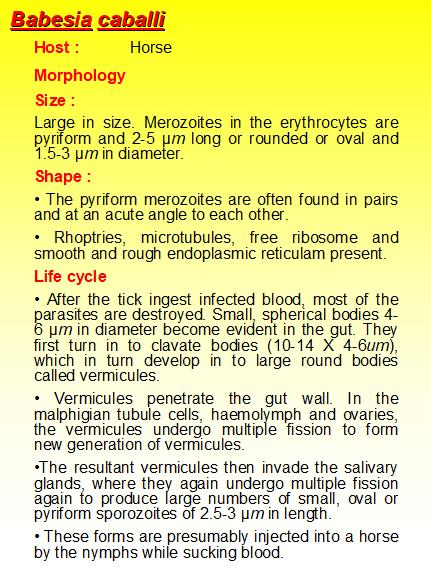 Babesia caballi
Host : Horse
Morphology
Size :
Large in size. Merozoites in the erythrocytes are
pyriform and 2-5 µm long or rounded or oval and
1.5-3 µm in diameter.
Shape :
• The pyriform merozoites are often found in pairs
and at an acute angle to each other.
• Rhoptries, microtubules, free ribosome and
smooth and rough endoplasmic reticulam present.
Life cycle
• After the tick ingest infected blood, most of the
parasites are destroyed. Small, spherical bodies 4-
6 µm in diameter become evident in the gut. They
first turn in to clavate bodies (10-14 X 4-6um),
which in turn develop in to large round bodies
called vermicules.
• Vermicules penetrate the gut wall. In the
malphigian tubule cells, haemolymph and ovaries,
the vermicules undergo multiple fission to form
new generation of vermicules.
•The resultant vermicules then invade the salivary
glands, where they again undergo multiple fission
again to produce large numbers of small, oval or
pyriform sporozoites of 2.5-3 µm in length.
• These forms are presumably injected into a horse
by the nymphs while sucking blood.